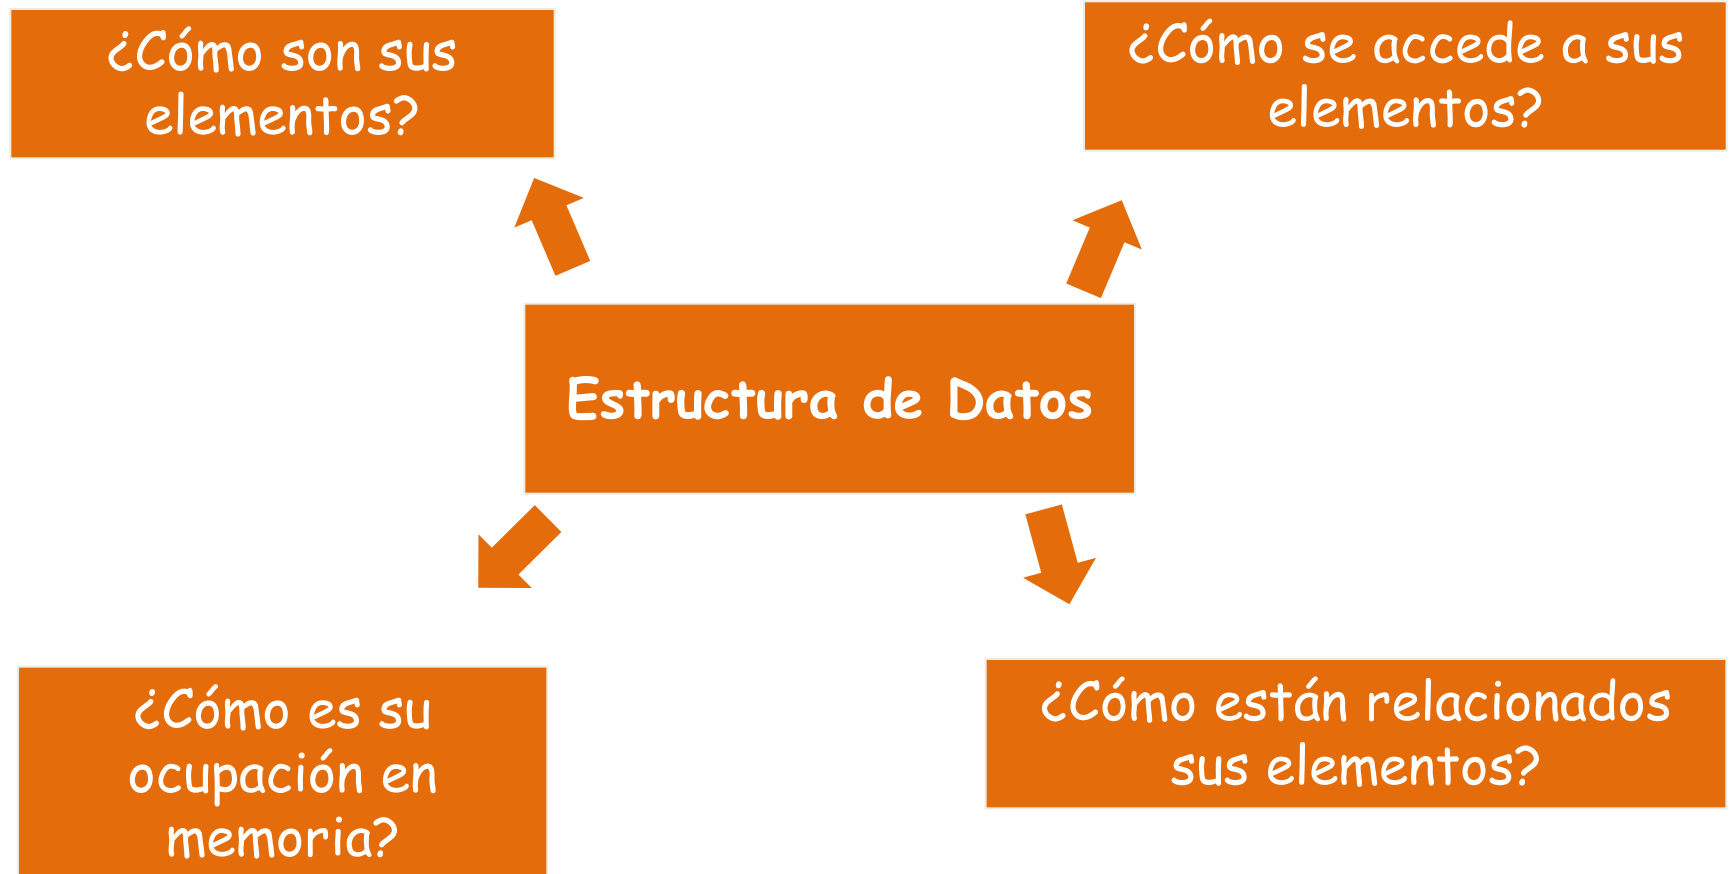 ¿Cómo son sus
elementos?
¿Cómo se accede a sus
elementos?
Estructura de Datos
¿Cómo es su
ocupación en
memoria?
¿Cómo están relacionados
sus elementos?